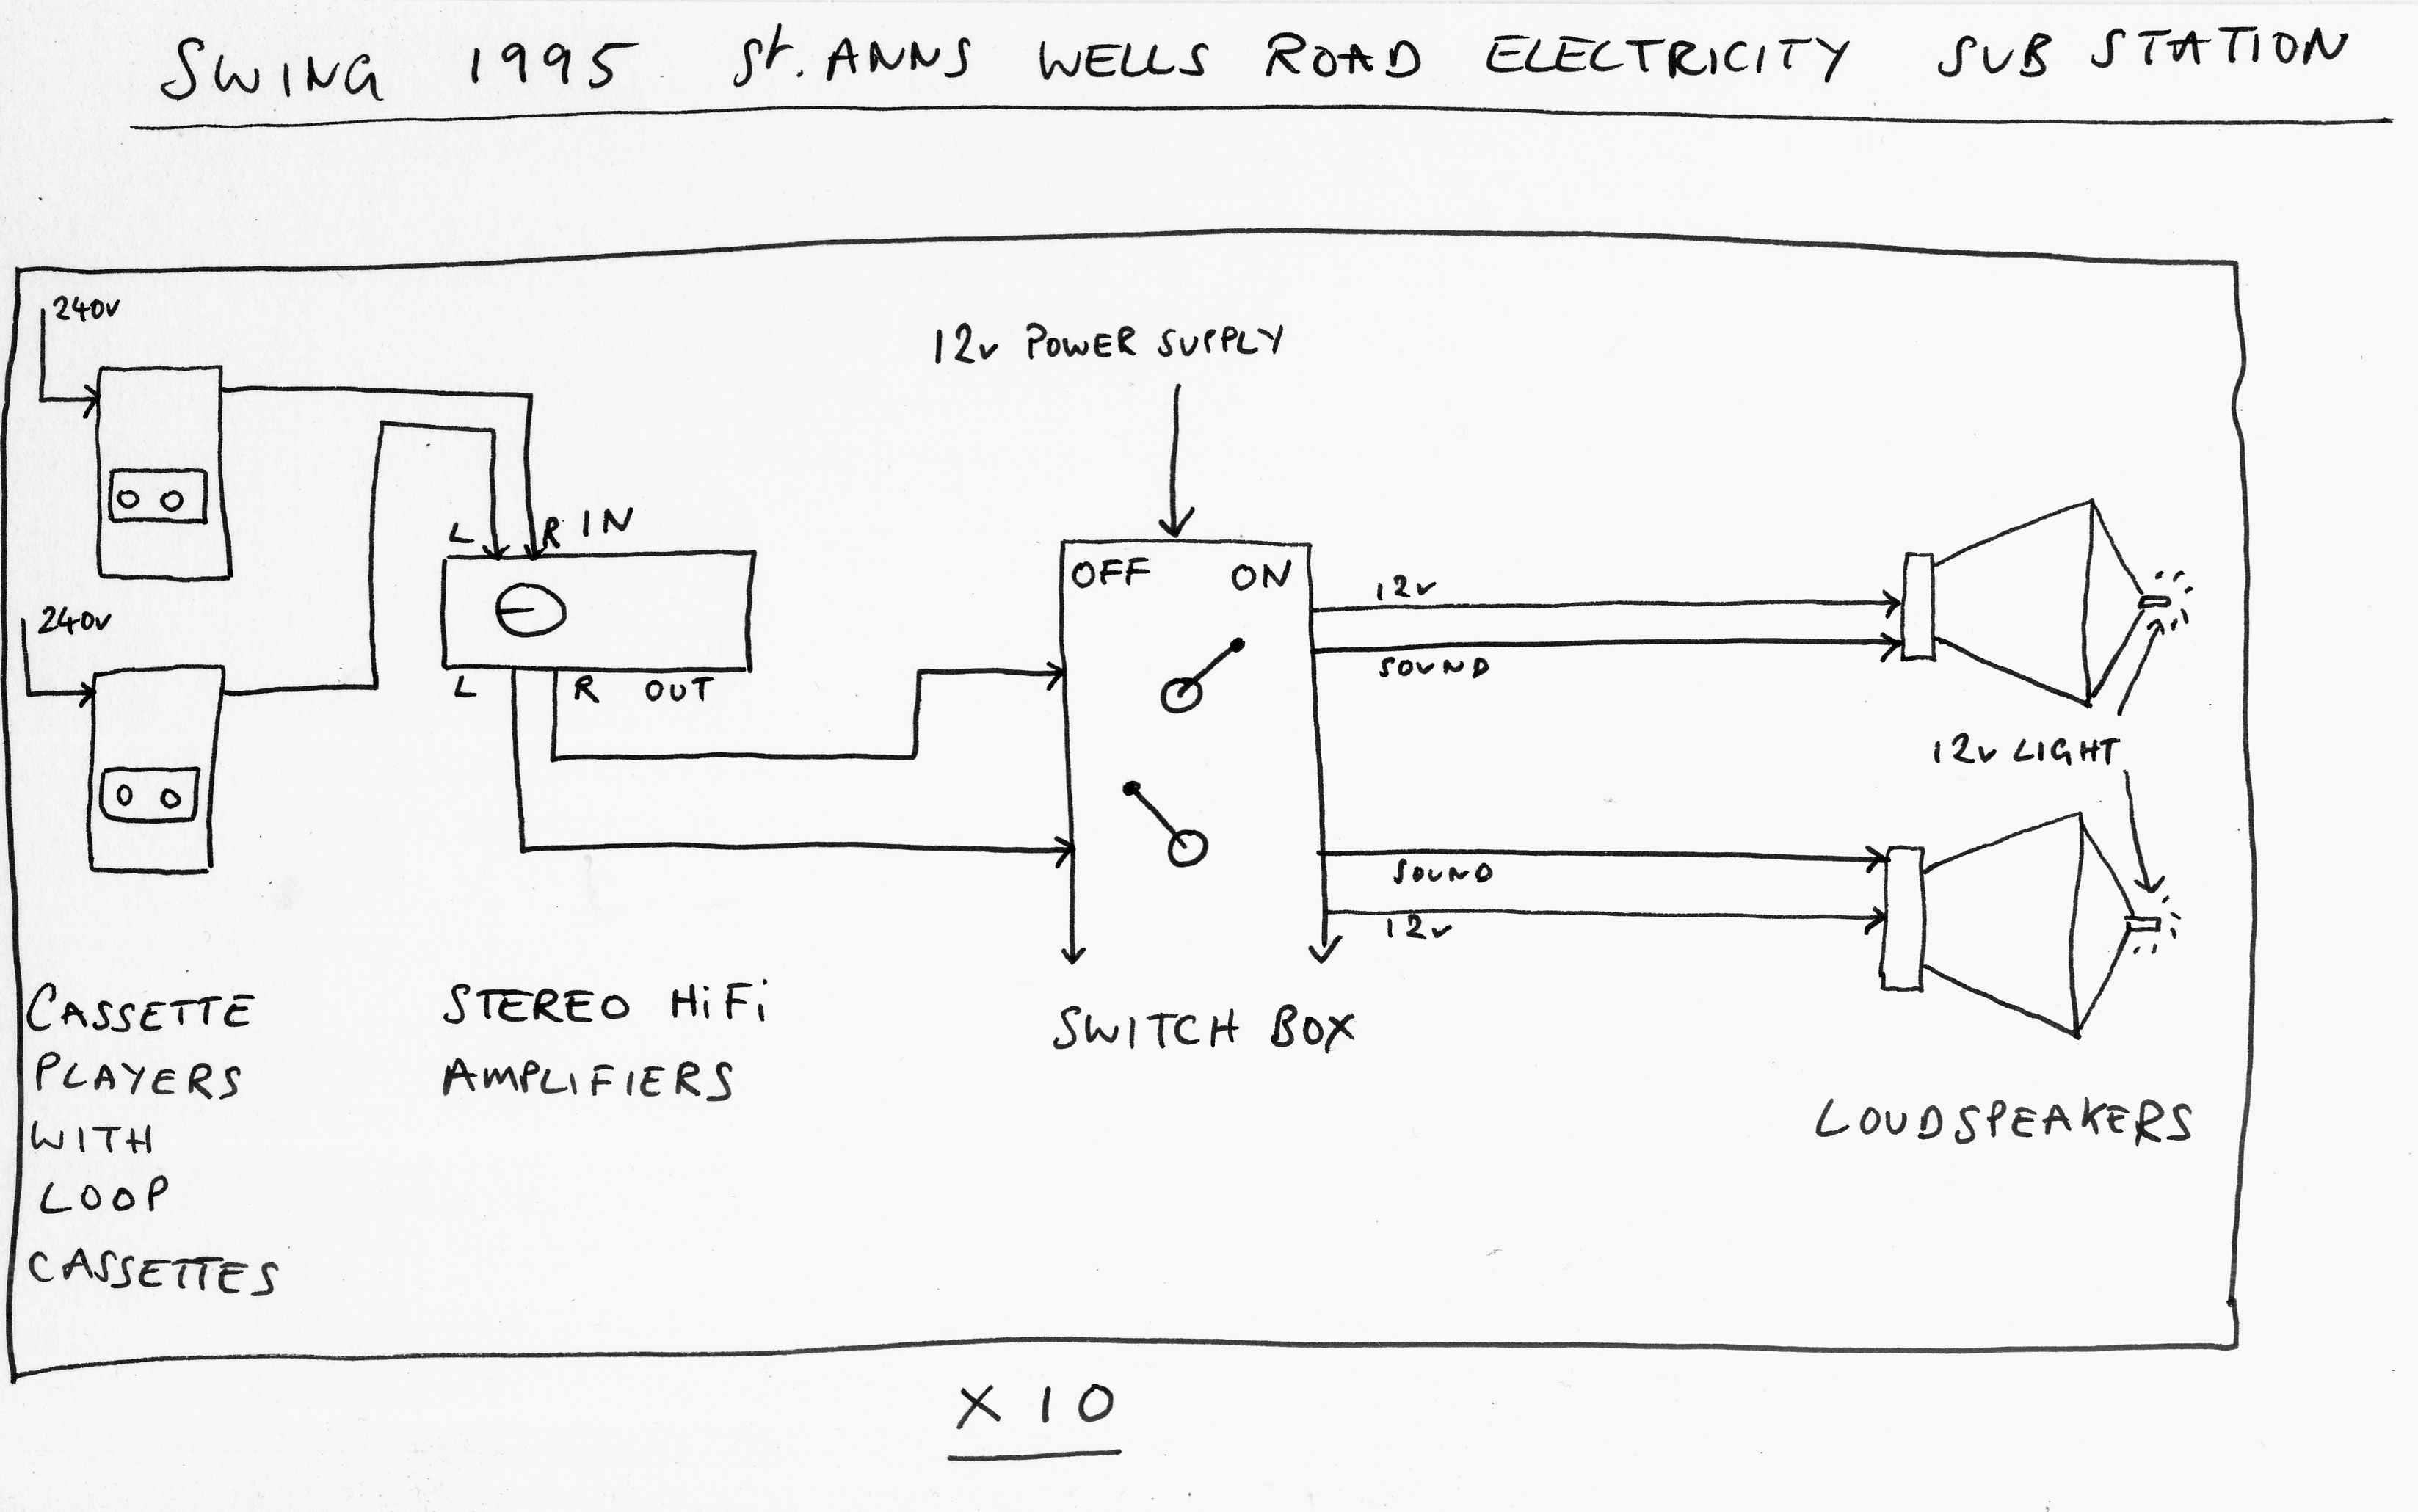 SWING 1995 St. ANNS WELLS ROAD ELECTRICITY SUB STATION
240v
12v POWER SUPPLY
L R IN
OFF ON
12v
240v
SOUND
L R OUT
12v LIGHT
SOUND
12v
CASSETTE
PLAYERS
WITH
LOOP
CASSETTES
STEREO HiFi
AMPLIFIERS
SWITCH BOX
LOUDSPEAKERS
X 10